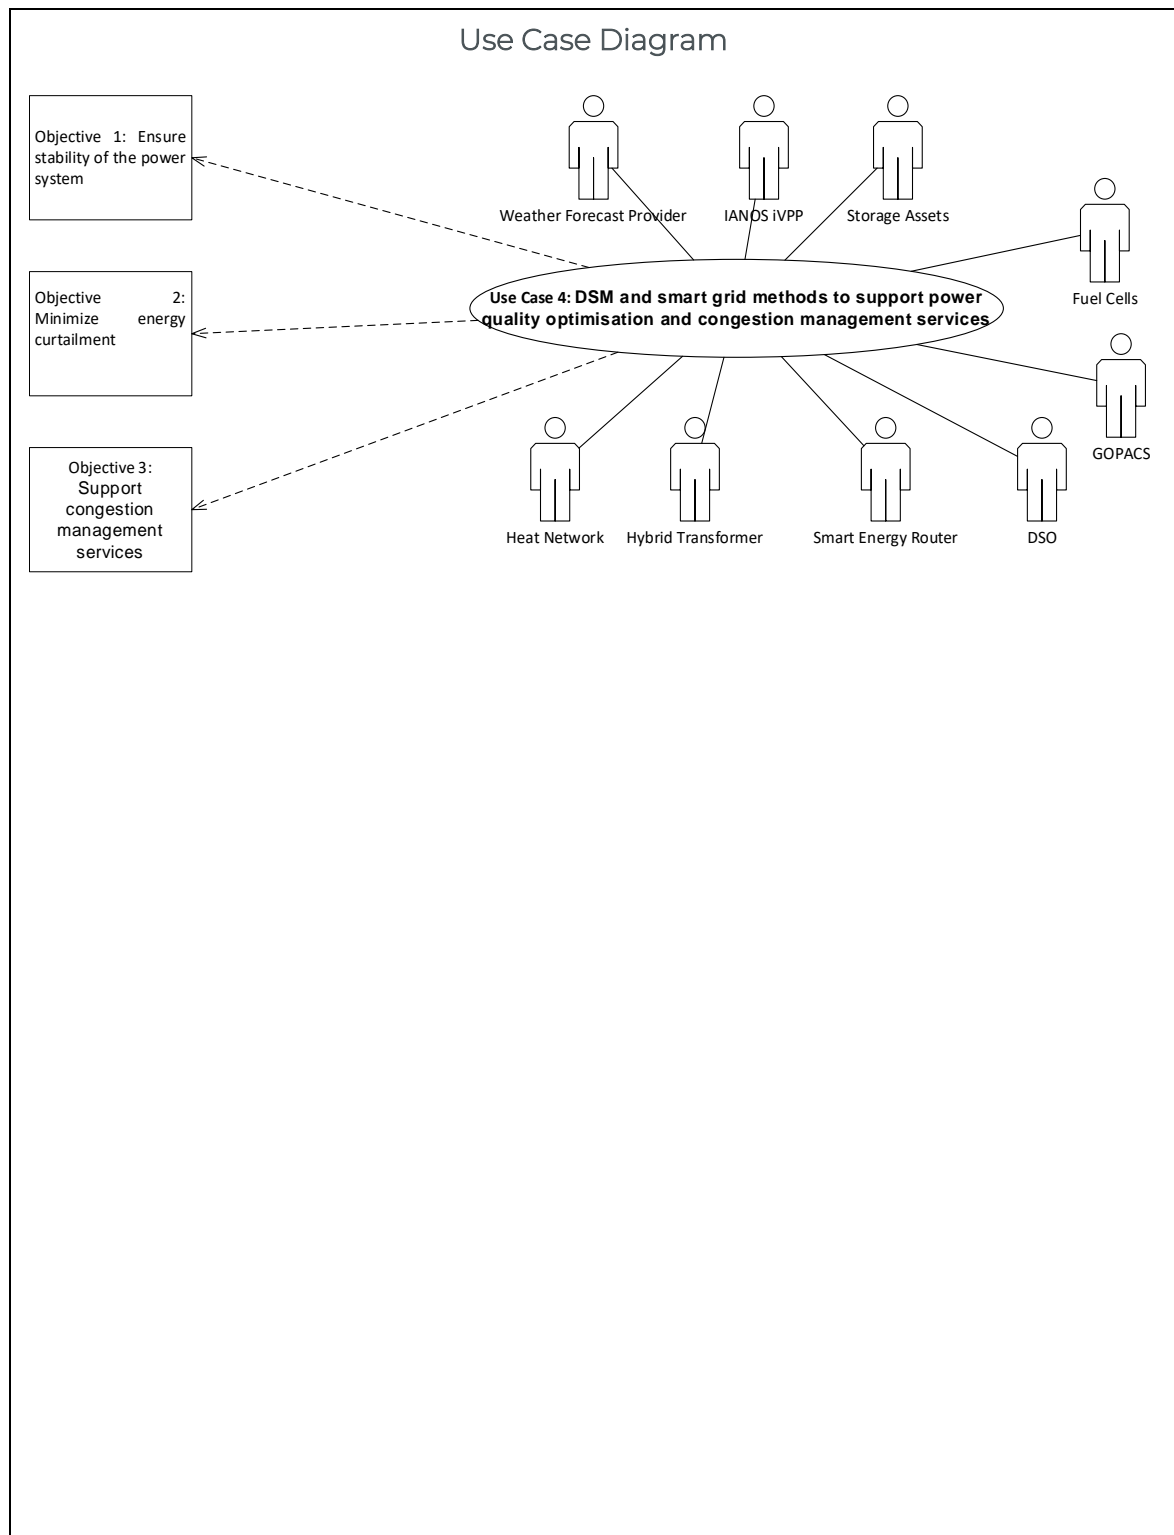 Use Case Diagram
Objective 1: Ensure
stability of the power
system
Weather Forecast Provider
IANOS iVPP
Storage Assets
Fuel Cells
Objective 2:
Minimize energy
curtailment
Use Case 4: DSM and smart grid methods to support power
quality optimisation and congestion management services
GOPACS
Objective 3:
Support
congestion
management
services
Heat Network
Hybrid Transformer
Smart Energy Router
DSO